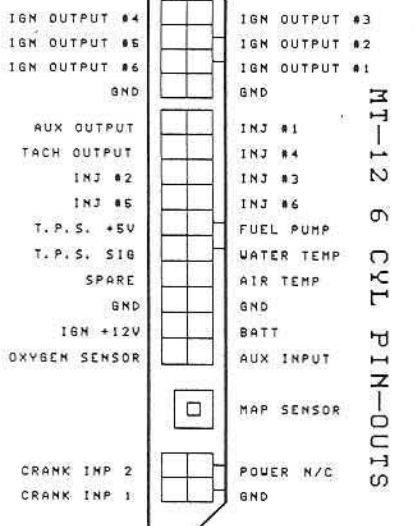 IGN OUTPUT #4 IGN OUTPUT #3
IGN OUTPUT #5 IGN OUTPUT #2
IGN OUTPUT #6 IGN OUTPUT #1
GND GND
AUX OUTPUT INJ #1
TACH OUTPUT INJ #4
INJ #2 INJ #3
INJ #5 INJ #6
T.P.S. +5V FUEL PUMP
T.P.S. SIG WATER TEMP
SPARE AIR TEMP
GND GND
IGN +12V BATT
OXYGEN SENSOR AUX INPUT
MAP SENSOR
CRANK INP 2 POWER N/C
CRANK INP 1 GND
MT-12 6 CYL PIN-OUTS